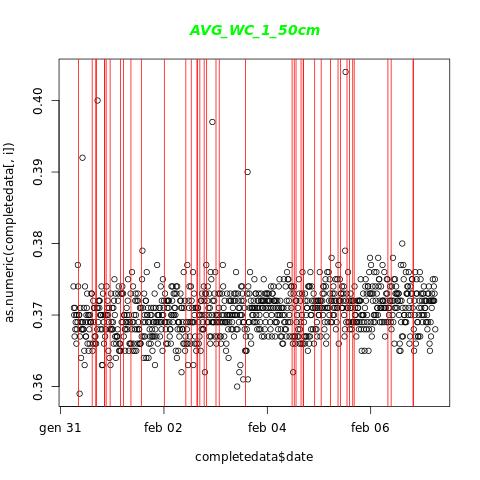 AVG_WC_1_50cm
as.numeric(completedata[, i])
0.40
0.39
0.38
0.37
0.36
gen 31
feb 02
feb 04
feb 06
completedata$date